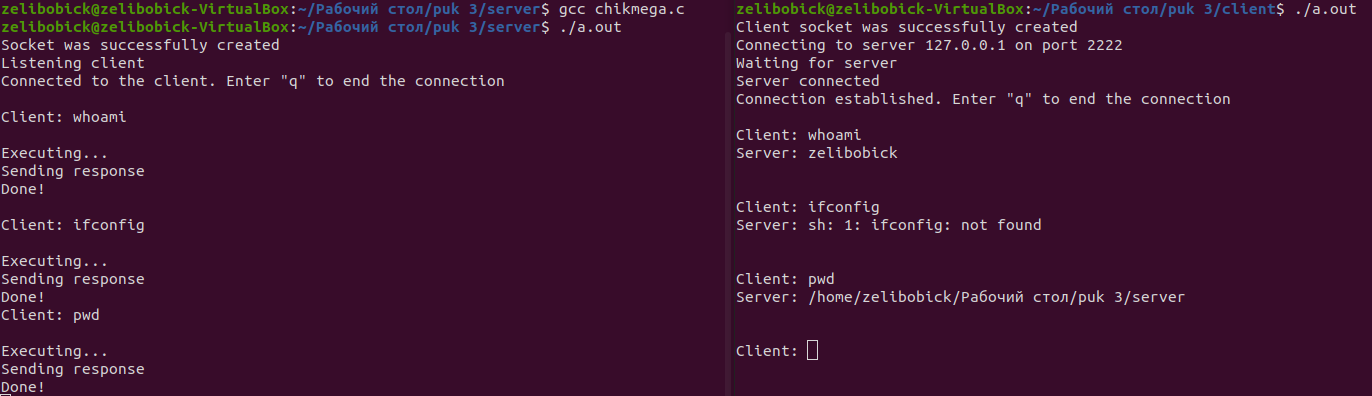 zelibobick@zelibobick-VirtualBox:~/Рабочий стол/puk 3/server$ gcc chikmega.c
zelibobick@zelibobick-VirtualBox:~/Рабочий стол/puk 3/server$ ./a.out
Socket was successfully created
Listening client
Connected to the client. Enter "q" to end the connection
Client: whoami
Executing...
Sending response
Done!
Client: ifconfig
Executing...
Sending response
Done!
Client: pwd
Executing...
Sending response
Done!
zelibobick@zelibobick-VirtualBox:~/Рабочий стол/puk 3/client$ ./a.out
Client socket was successfully created
Connecting to server 127.0.0.1 on port 2222
Waiting for server
Server connected
Connection established. Enter "q" to end the connection
Client: whoami
Server: zelibobick
Client: ifconfig
Server: sh: 1: ifconfig: not found
Client: pwd
Server: /home/zelibobick/Рабочий стол/puk 3/server
Client: